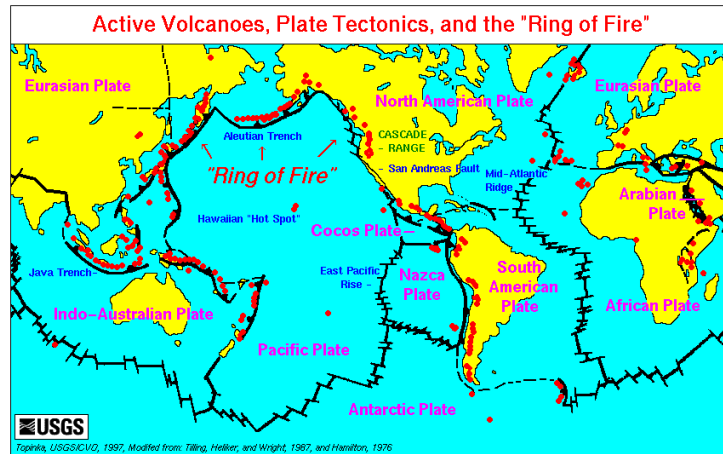 Active Volcanoes, Plate Tectonics, and the "Ring of Fire"
Eurasian Plate
North American Plate
Eurasian Plate
Aleutian Trench
CASCADE
RANGE
"Ring of Fire"
San Andreas Fault
Mid-Atlantic
Ridge
Arabian
Plate
Hawaiian "Hot Spot"
Cocos Plate
Java Trench
East Pacific
Rise
Nazca
Plate
South
American
Plate
Indo-Australian Plate
African Plate
Pacific Plate
Antarctic Plate
USGS
Topinka, USGS/CVO, 1997, Modifed from: Tilling, Heliker, and Wright, 1987, and Hamilton, 1976